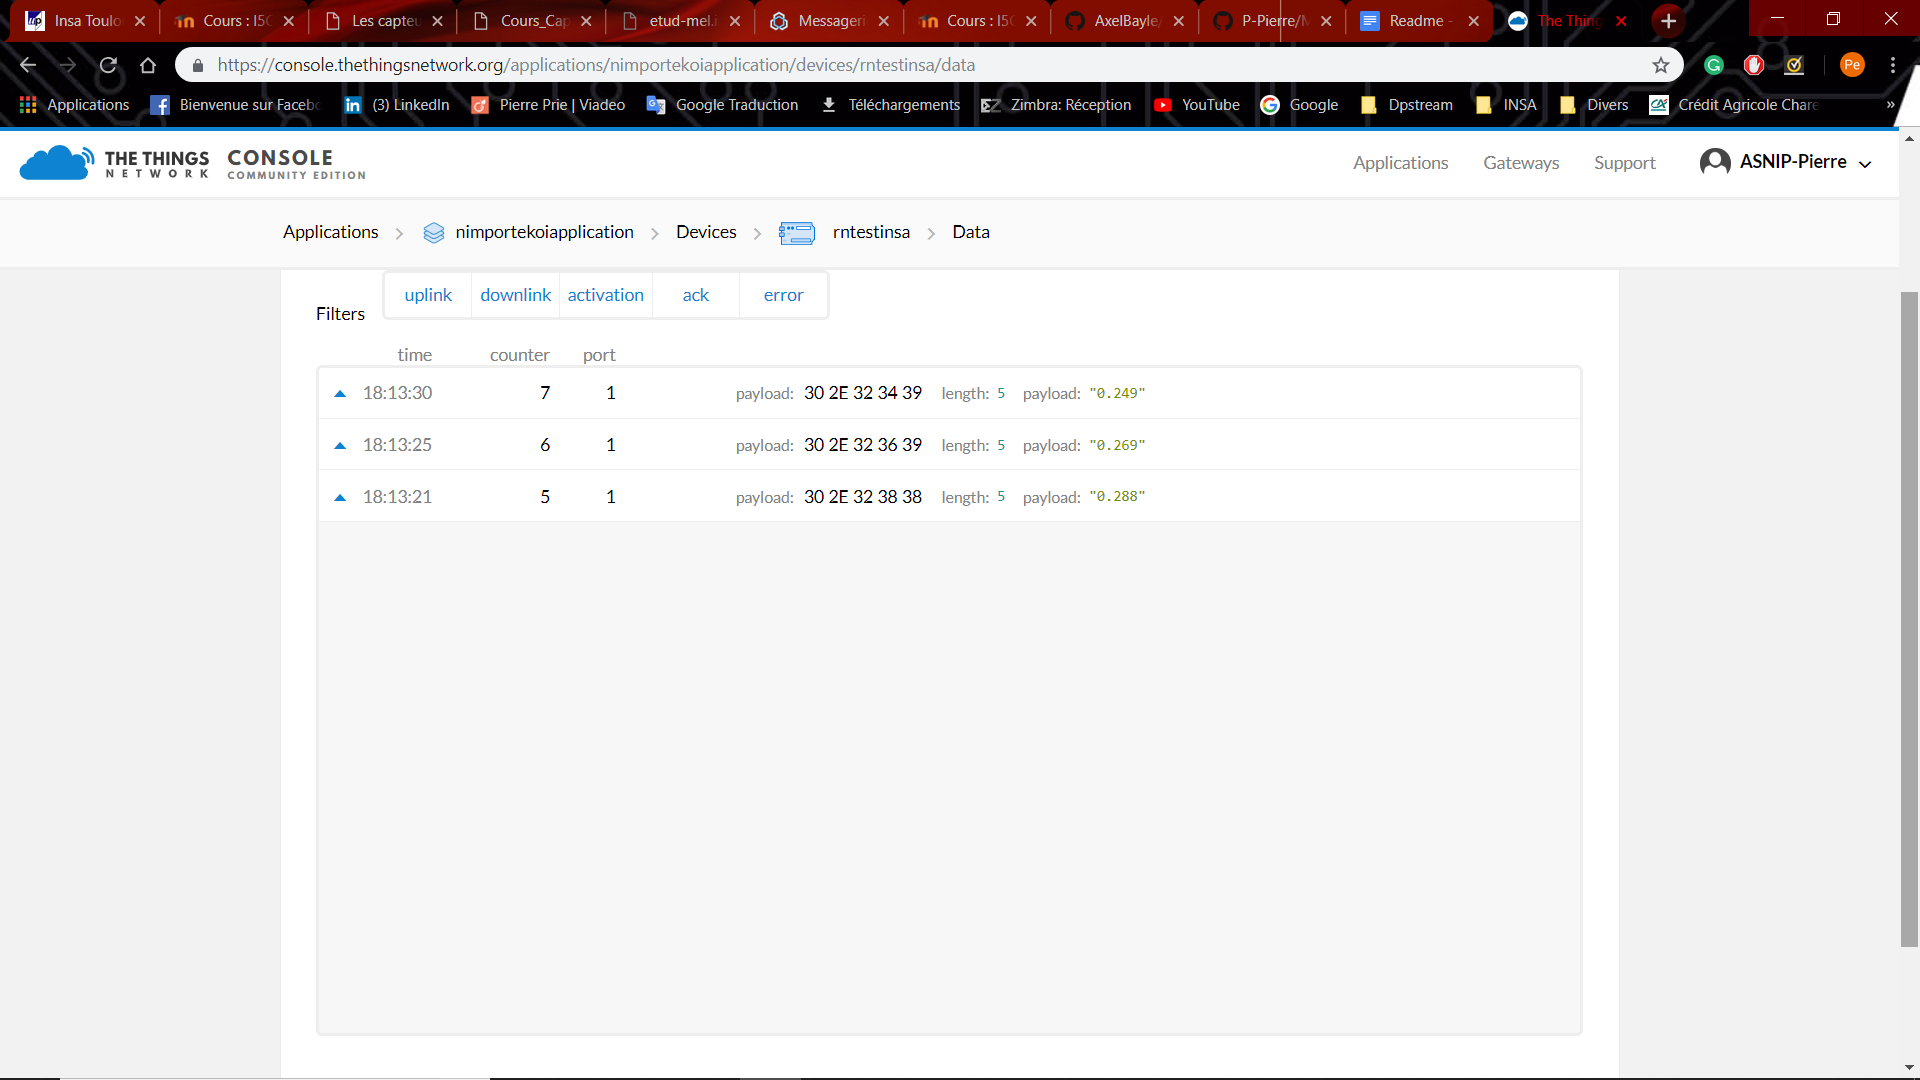 Insa Toulo
Cours : I5C
Les capteu
Cours_Cap
etud-mel.i
Messageri
Cours : I5C
AxelBayle/
P-Pierre/M
Readme -
The Thing
https://console.thethingsnetwork.org/applications/nimportekoiapplication/devices/rntestinsa/data
Pe
Applications
Bienvenue sur Facebo
(3) LinkedIn
Pierre Prie | Viadeo
Google Traduction
Téléchargements
Zimbra: Réception
YouTube
Google
Dpstream
INSA
Divers
Crédit Agricole Chare
»
THE THINGS
NETWORK
CONSOLE
COMMUNITY EDITION
Applications
Gateways
Support
ASNIP-Pierre
Applications > nimportekoiapplication > Devices > rntestinsa > Data
Filters
uplink downlink activation ack error
time counter port
18:13:30 7 1 payload: 30 2E 32 34 39 length: 5 payload: "0.249"
18:13:25 6 1 payload: 30 2E 32 36 39 length: 5 payload: "0.269"
18:13:21 5 1 payload: 30 2E 32 38 38 length: 5 payload: "0.288"